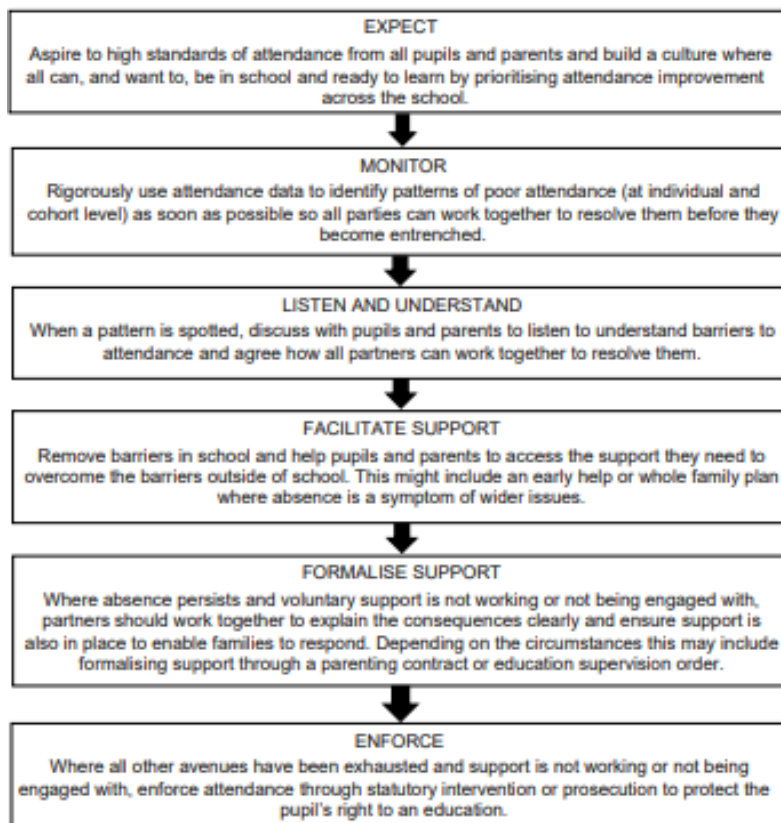 EXPECT
Aspire to high standards of attendance from all pupils and parents and build a culture where
all can, and want to, be in school and ready to learn by prioritising attendance improvement
across the school.
MONITOR
Rigorously use attendance data to identify patterns of poor attendance (at individual and
cohort level) as soon as possible so all parties can work together to resolve them before they
become entrenched.
LISTEN AND UNDERSTAND
When a pattern is spotted, discuss with pupils and parents to listen to understand barriers to
attendance and agree how all partners can work together to resolve them.
FACILITATE SUPPORT
Remove barriers in school and help pupils and parents to access the support they need to
overcome the barriers outside of school. This might include an early help or whole family plan
where absence is a symptom of wider issues.
FORMALISE SUPPORT
Where absence persists and voluntary support is not working or not being engaged with,
partners should work together to explain the consequences clearly and ensure support is
also in place to enable families to respond. Depending on the circumstances this may include
formalising support through a parenting contract or education supervision order.
ENFORCE
Where all other avenues have been exhausted and support is not working or not being
engaged with, enforce attendance through statutory intervention or prosecution to protect the
pupil's right to an education.